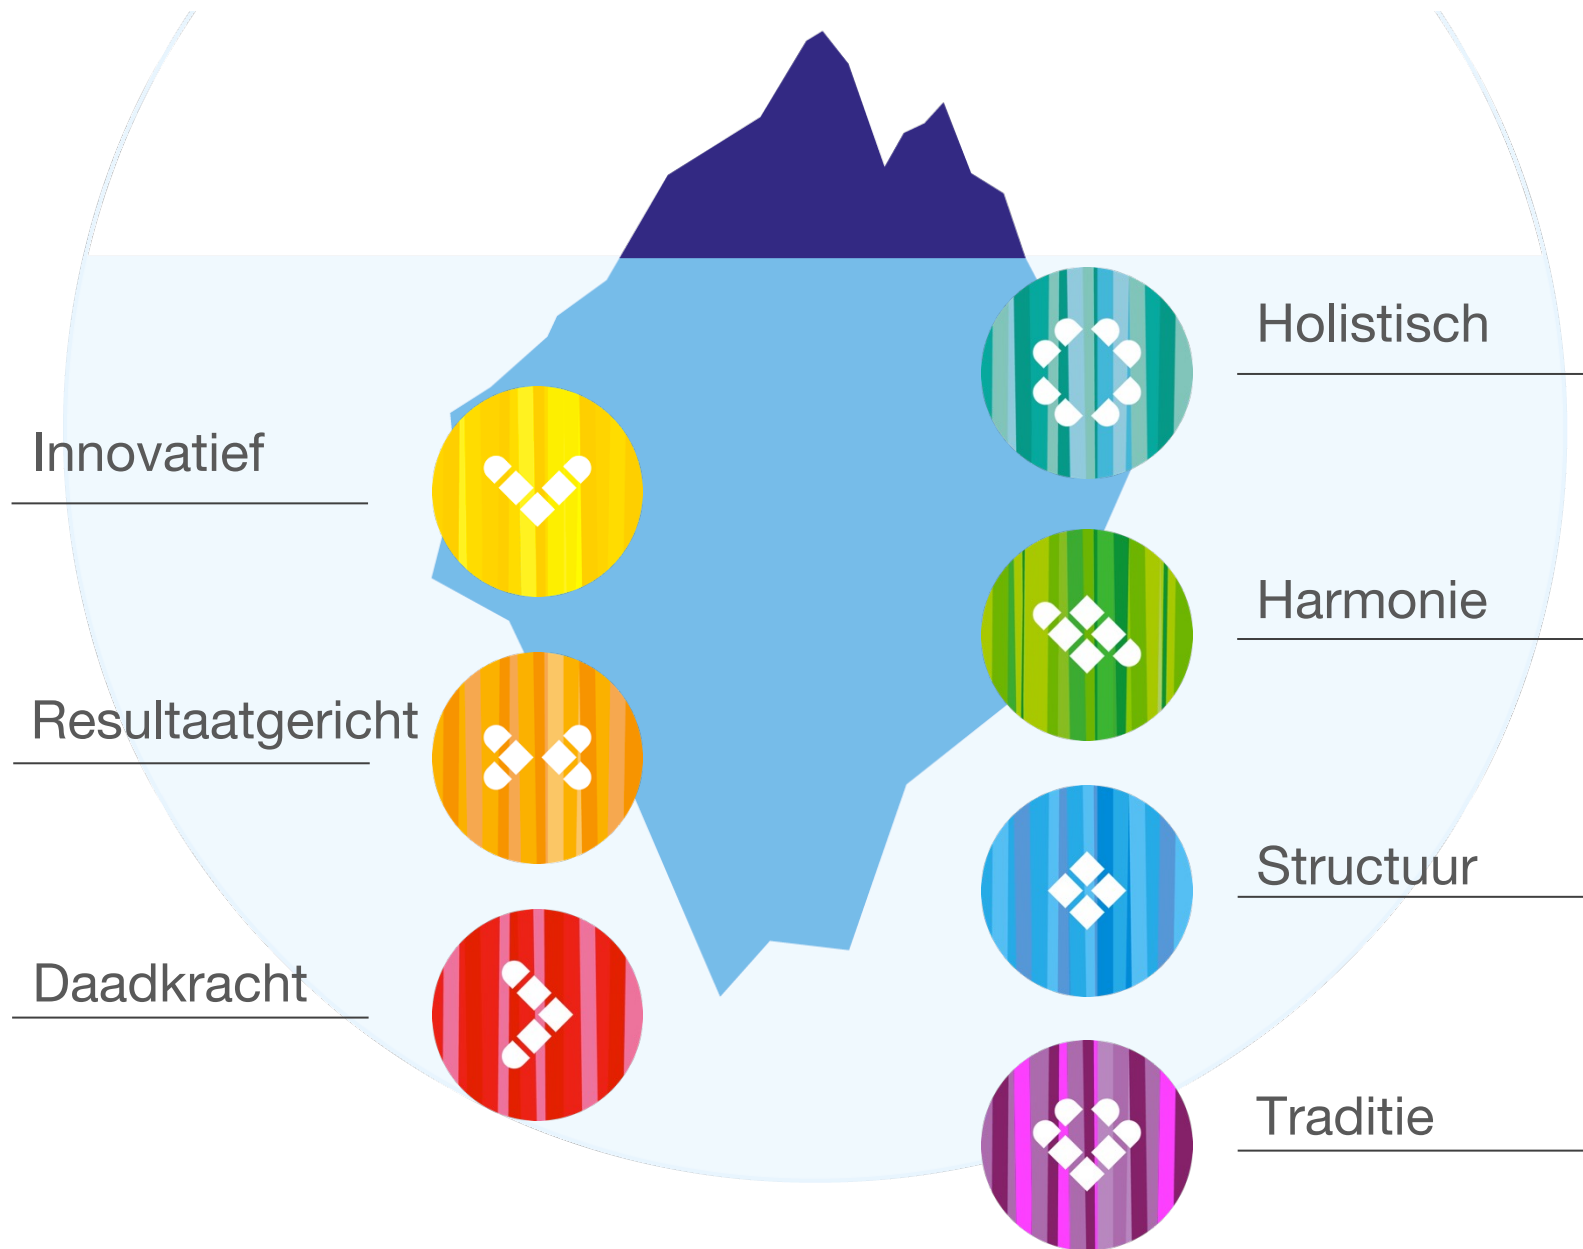 Holistisch
Innovatief
Harmonie
Resultaatgericht
Structuur
Daadkracht
Traditie